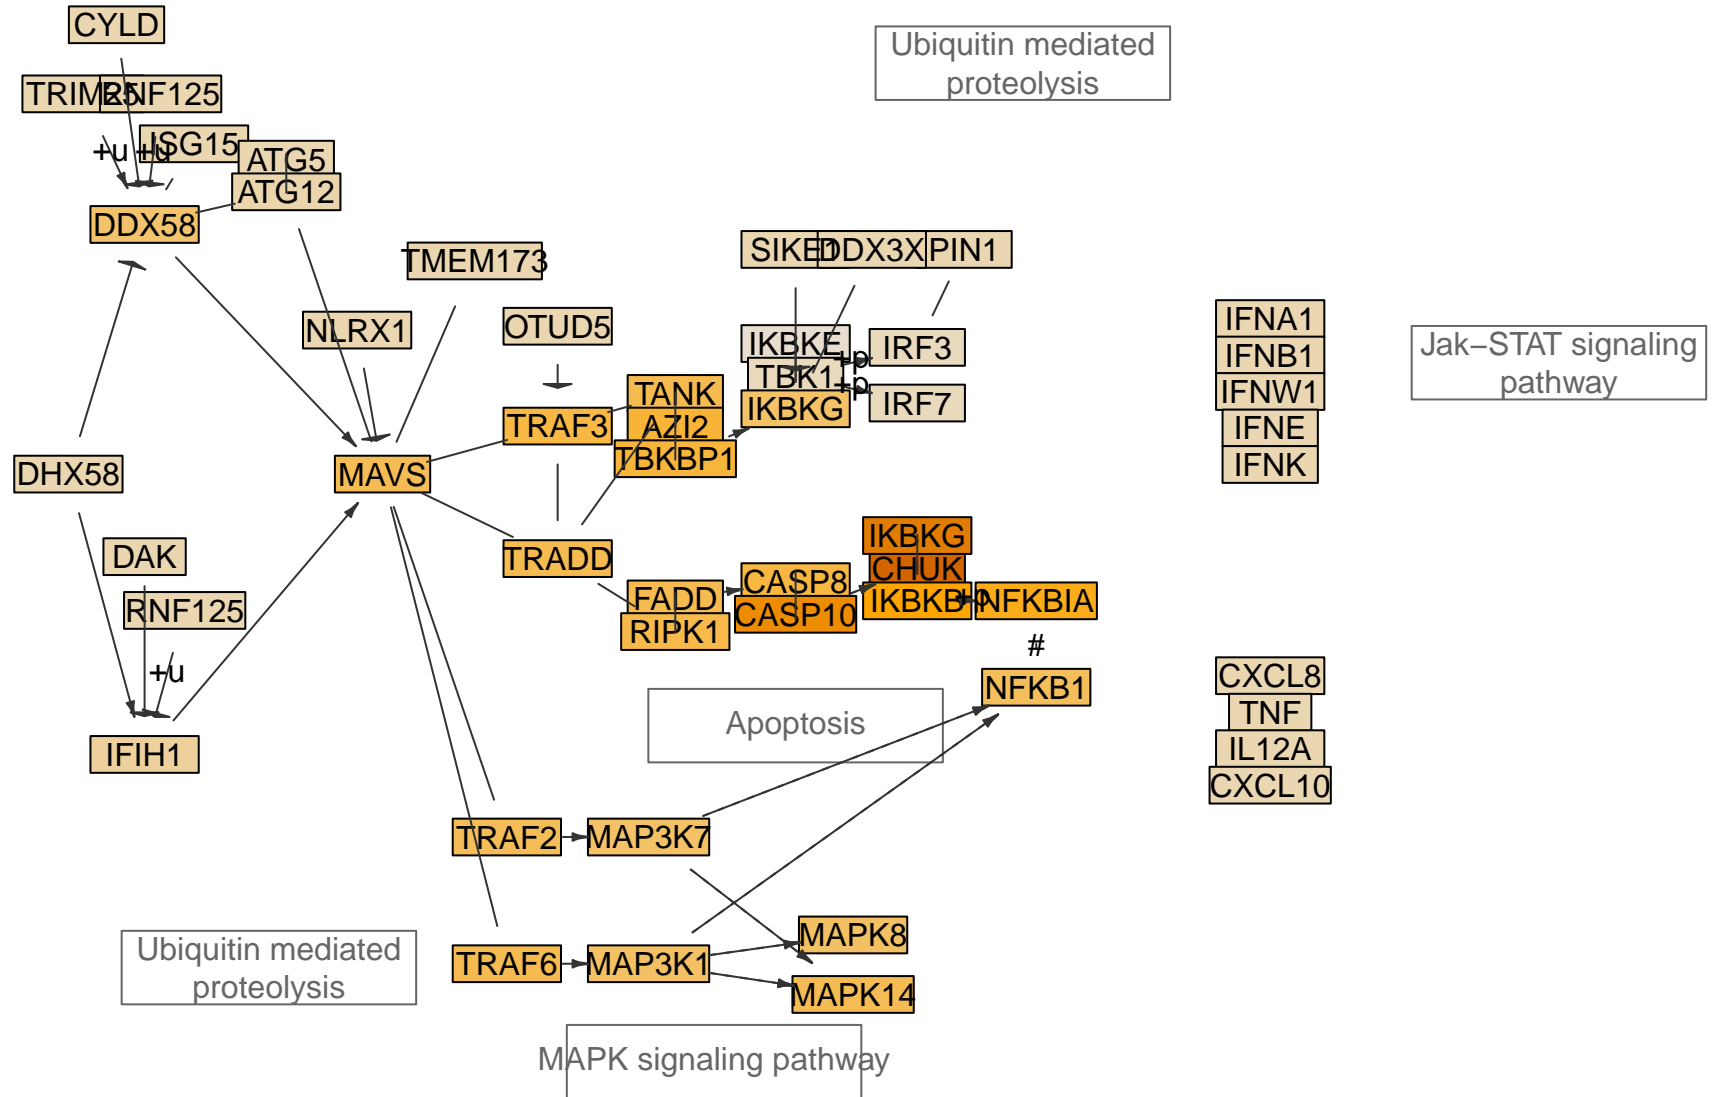 CYLD
Ubiquitin mediated
proteolysis
TRIM25
RNF125
+u
+u
ISG15
ATG5
ATG12
DDX58
TMEM173
SIKE1
DDX3X
PIN1
NLRX1
OTUD5
IKBKE
+p
IRF3
TBK1
+p
IRF7
IKBKG
IFNA1
IFNB1
IFNW1
IFNE
IFNK
Jak−STAT signaling
pathway
TANK
TRAF3
AZI2
TBKBP1
DHX58
MAVS
DAK
RNF125
+u
IFIH1
TRADD
FADD
RIPK1
CASP8
CASP10
IKBKG
CHUK
IKBKB
+p
NFKBIA
#
NFKB1
CXCL8
TNF
IL12A
CXCL10
Apoptosis
TRAF2
MAP3K7
Ubiquitin mediated
proteolysis
TRAF6
MAP3K1
MAPK8
MAPK14
MAPK signaling pathway